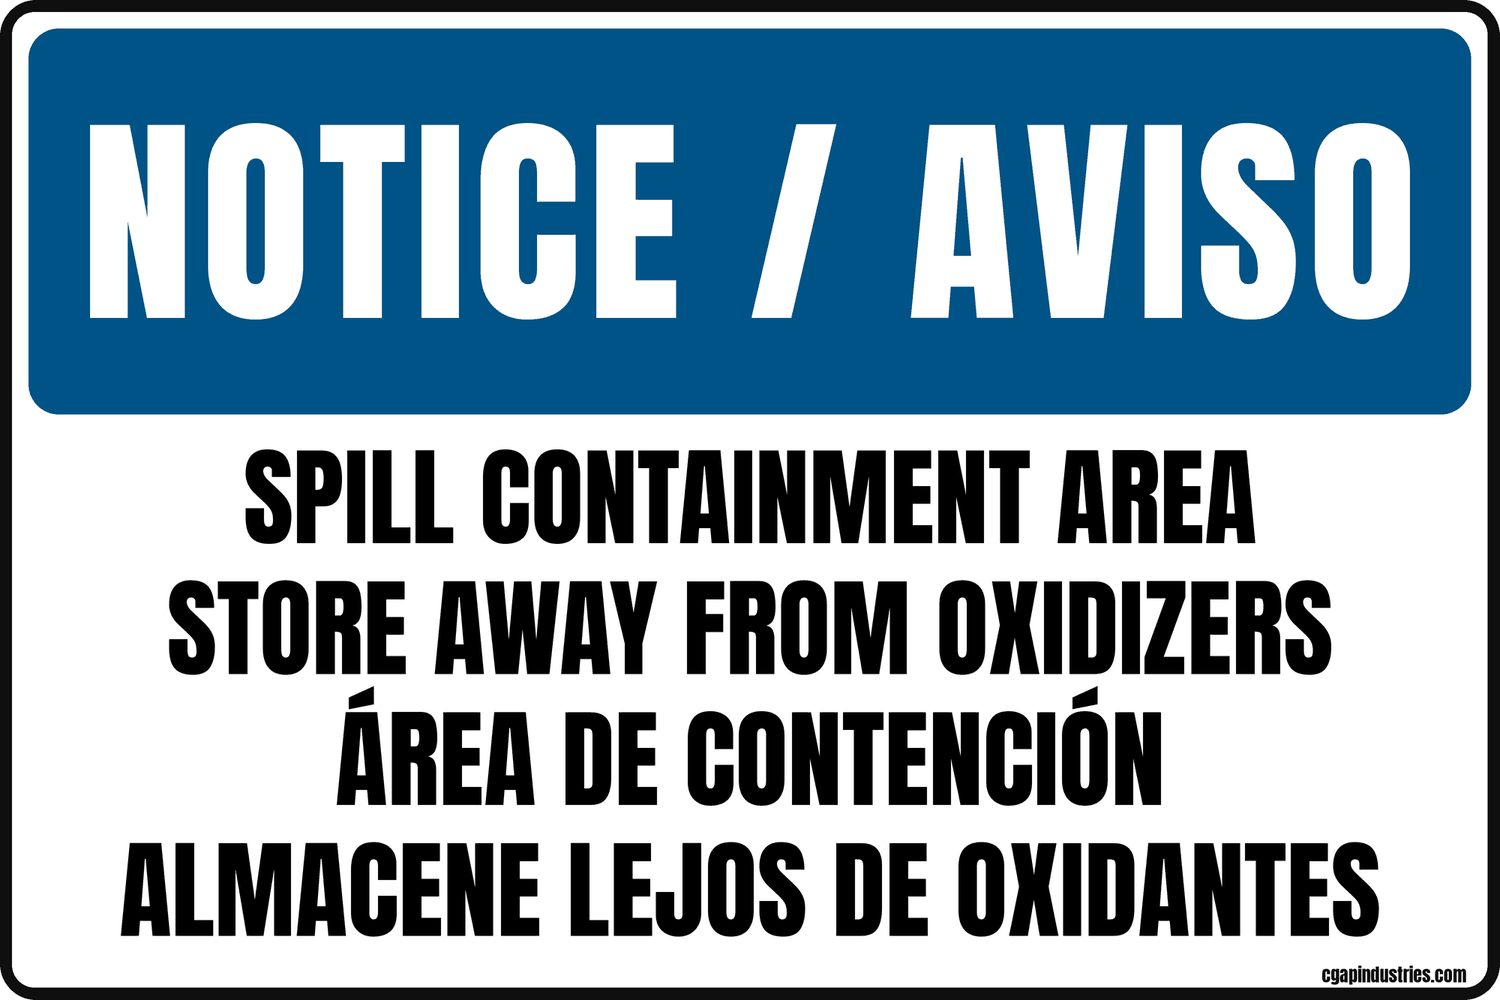 NOTICE / AVISO
SPILL CONTAINMENT AREA
STORE AWAY FROM OXIDIZERS
ÁREA DE CONTENCIÓN
ALMACENE LEJOS DE OXIDANTES
cgapindustries.com